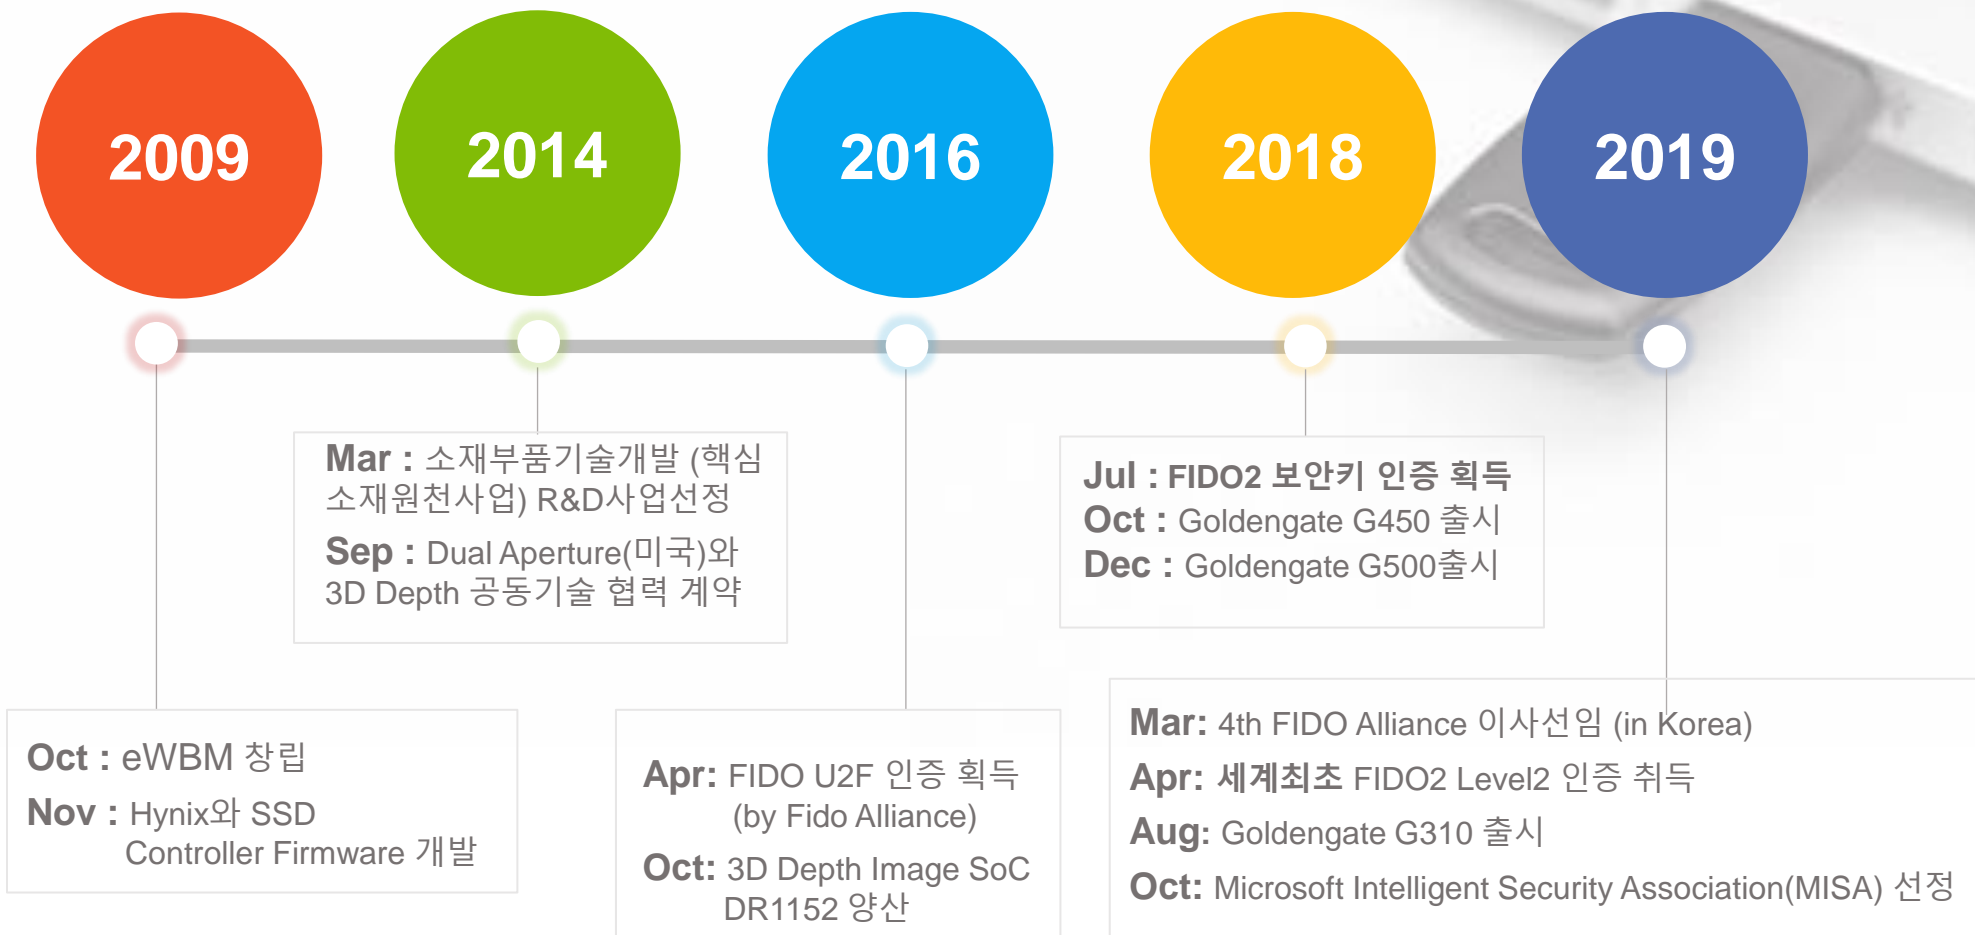 2009
2014
2016
2018
2019
Mar : 소재부품기술개발 (핵심
소재원천사업) R&D사업선정
Sep : Dual Aperture(미국)와
3D Depth 공동기술 협력 계약
Jul : FIDO2 보안키 인증 획득
Oct : Goldengate G450 출시
Dec : Goldengate G500출시
Oct : eWBM 창립
Nov : Hynix와 SSD
Controller Firmware 개발
Apr: FIDO U2F 인증 획득
(by Fido Alliance)
Oct: 3D Depth Image SoC
DR1152 양산
Mar: 4th FIDO Alliance 이사선임 (in Korea)
Apr: 세계최초 FIDO2 Level2 인증 취득
Aug: Goldengate G310 출시
Oct: Microsoft Intelligent Security Association(MISA) 선정